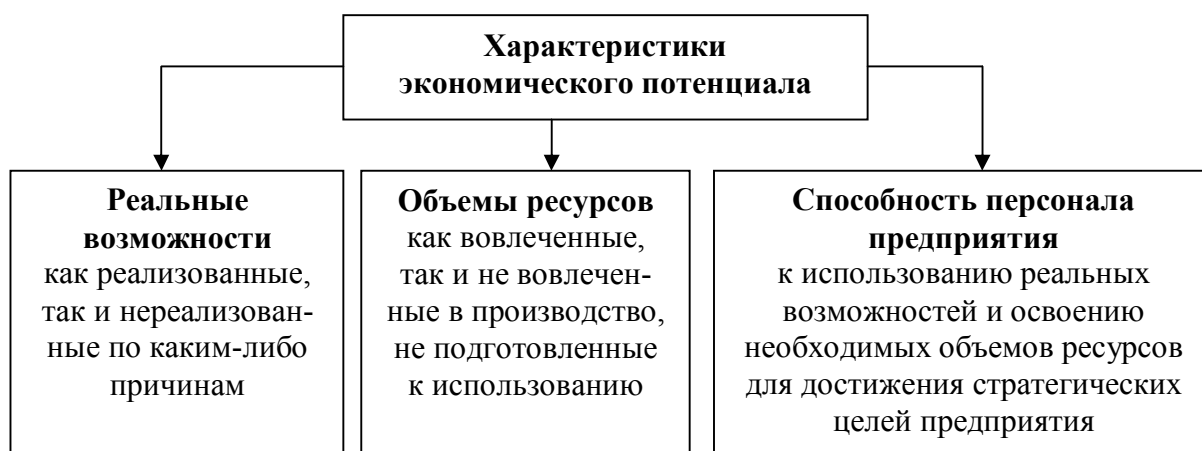 Характеристики
экономического потенциала
Реальные
возможности
как реализованные,
так и нереализован-
ные по каким-либо
причинам
Объемы ресурсов
как вовлеченные,
так и не вовлечен-
ные в производство,
не подготовленные
к использованию
Способность персонала
предприятия
к использованию реальных
возможностей и освоению
необходимых объемов ресурсов
для достижения стратегических
целей предприятия